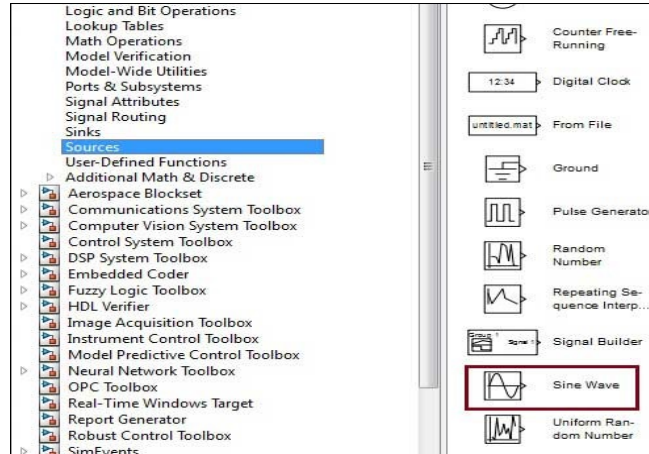 Logic and Bit Operations
Lookup Tables
Math Operations
Model Verification
Model-Wide Utilities
Ports & Subsystems
Signal Attributes
Signal Routing
Sinks
Sources
User-Defined Functions
Additional Math & Discrete
Aerospace Blockset
Communications System Toolbox
Computer Vision System Toolbox
Control System Toolbox
DSP System Toolbox
Embedded Coder
Fuzzy Logic Toolbox
HDL Verifier
Image Acquisition Toolbox
Instrument Control Toolbox
Model Predictive Control Toolbox
Neural Network Toolbox
OPC Toolbox
Real-Time Windows Target
Report Generator
Robust Control Toolbox
SimEvents
Counter Free-
Running
12:34
Digital Clock
untitled.mat
From File
Ground
Pulse Generato
Random
Number
Repeating Se-
quence Interp...
Group 1
Signal 1
Signal Builder
Sine Wave
Uniform Ran-
dom Number